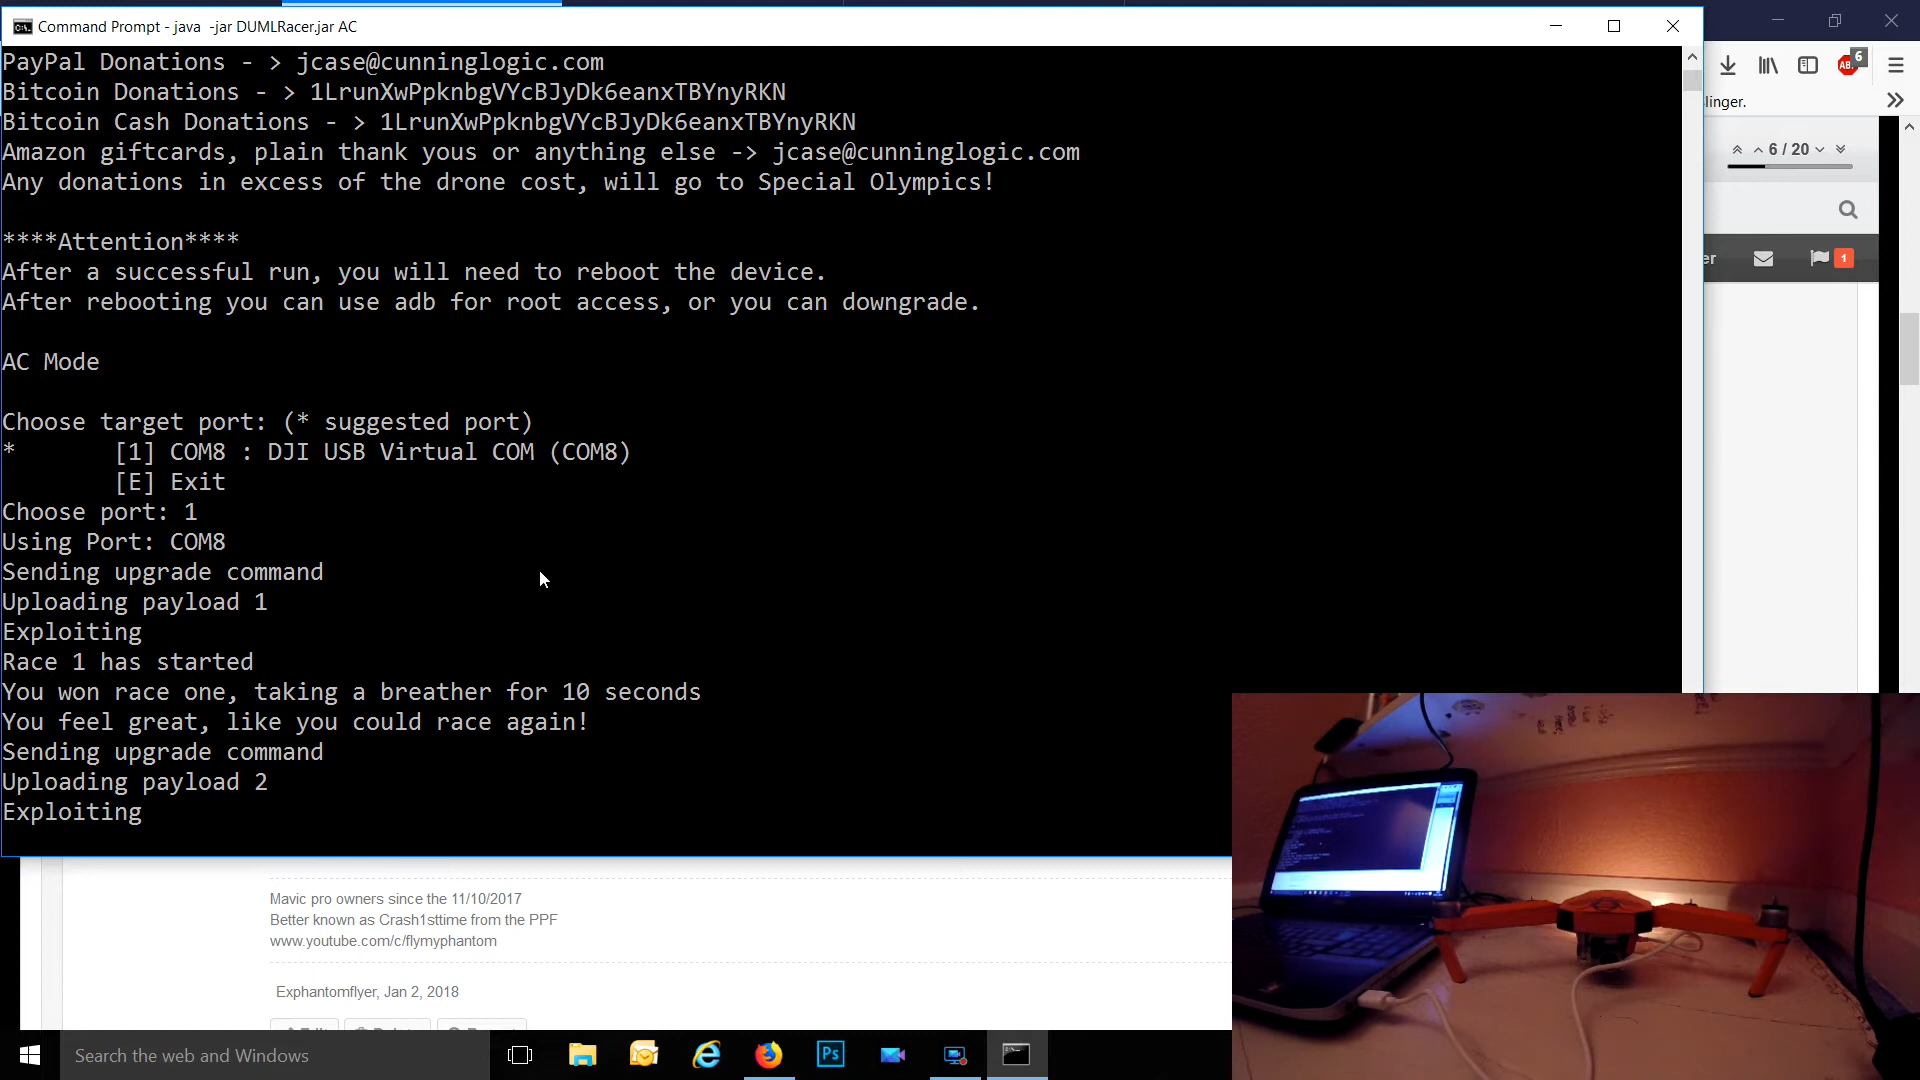 Command Prompt - java -jar DUMLRacer.jar AC
PayPal Donations - > jcase@cunninglogic.com
Bitcoin Donations - > 1LrunXwPpknbgVYcBJyDk6eanxTBYnyRKN
Bitcoin Cash Donations - > 1LrunXwPpknbgVYcBJyDk6eanxTBYnyRKN
Amazon giftcards, plain thank yous or anything else -> jcase@cunninglogic.com
Any donations in excess of the drone cost, will go to Special Olympics!
****Attention****
After a successful run, you will need to reboot the device.
After rebooting you can use adb for root access, or you can downgrade.
AC Mode
Choose target port: (* suggested port)
* [1] COM8 : DJI USB Virtual COM (COM8)
[E] Exit
Choose port: 1
Using Port: COM8
Sending upgrade command
Uploading payload 1
Exploiting
Race 1 has started
You won race one, taking a breather for 10 seconds
You feel great, like you could race again!
Sending upgrade command
Uploading payload 2
Exploiting
6
linger.
6 / 20
er
1
Mavic pro owners since the 11/10/2017
Better known as Crash1sttime from the PPF
www.youtube.com/c/flymyphantom
Exphantomflyer, Jan 2, 2018
Search the web and Windows
Ps